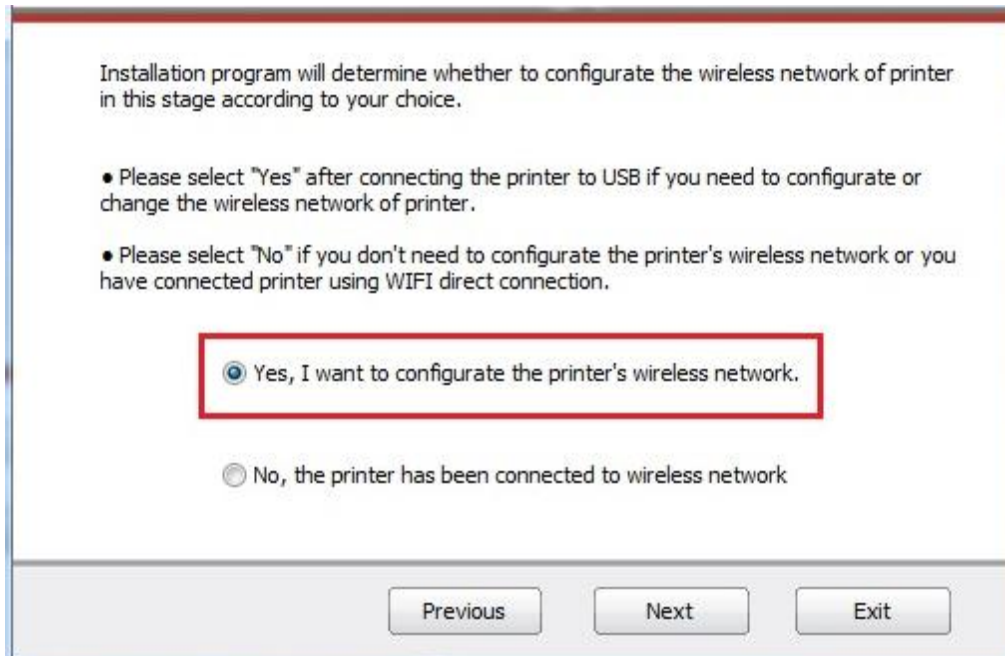 Installation program will determine whether to configurate the wireless network of printer
in this stage according to your choice.
● Please select "Yes" after connecting the printer to USB if you need to configurate or
change the wireless network of printer.
● Please select "No" if you don't need to configurate the printer's wireless network or you
have connected printer using WIFI direct connection.
Yes, I want to configurate the printer's wireless network.
No, the printer has been connected to wireless network
Previous Next Exit